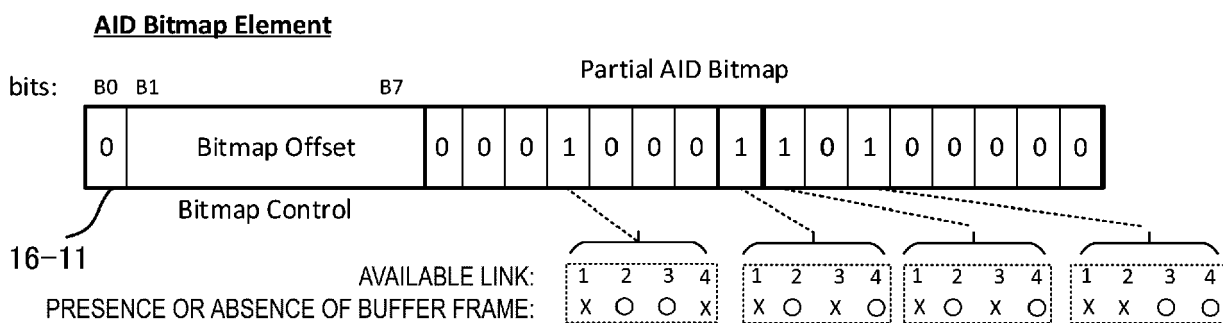 AID Bitmap Element
bits: B0 B1 B7 Partial AID Bitmap
0 Bitmap Offset 0 0 0 1 0 0 0 1 1 0 1 0 0 0 0 0
Bitmap Control
16-11
AVAILABLE LINK: 1 2 3 4 1 2 3 4 1 2 3 4 1 2 3 4
PRESENCE OR ABSENCE OF BUFFER FRAME: X O O X X O X O X O X O X X O O